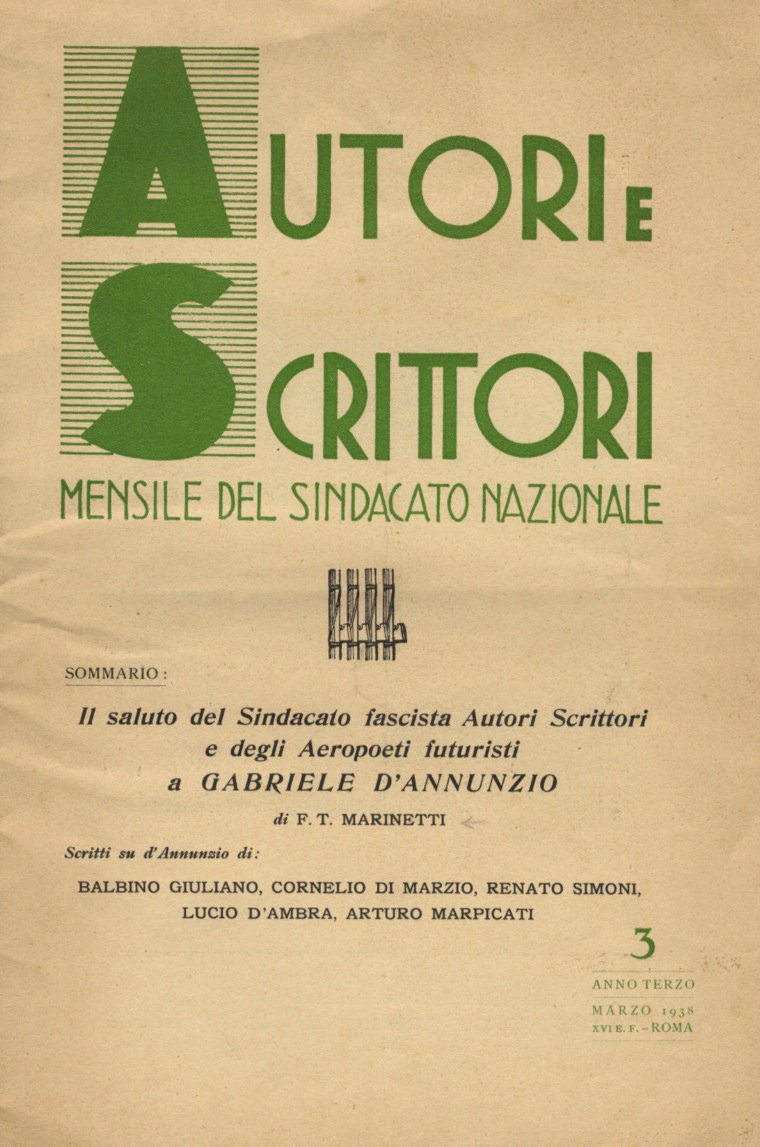 AUTORI E
SCRITTORI
MENSILE DEL SINDACATO NAZIONALE
SOMMARIO:
Il saluto del Sindacato fascista Autori Scrittori
e degli Aeropoeti futuristi
a GABRIELE D'ANNUNZIO
di F. T. MARINETTI
Scritti su d'Annunzio di:
BALBINO GIULIANO, CORNELIO DI MARZIO, RENATO SIMONI,
LUCIO D'AMBRA, ARTURO MARPICATI
3
ANNO TERZO
MARZO 1938
XVI E. F. – ROMA